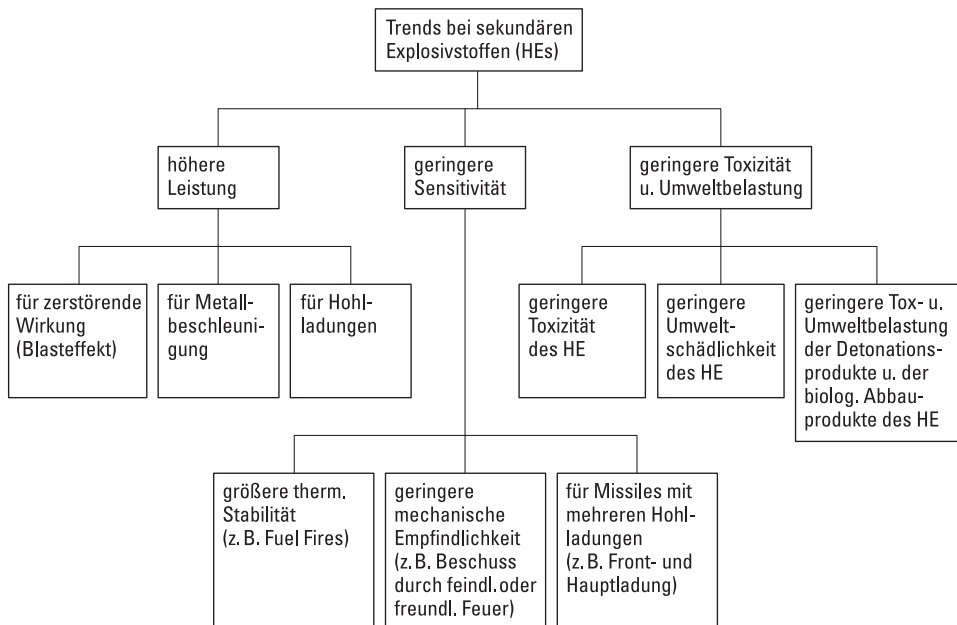 Trends bei sekundären
Explosivstoffen (HEs)
höhere
Leistung
geringere
Sensitivität
geringere Toxizität
u. Umweltbelastung
für zerstörende
Wirkung
(Blasteffekt)
für Metall-
beschleuni-
gung
für Hohl-
ladungen
geringere
Toxizität
des HE
geringere
Umwelt-
schädlichkeit
des HE
geringere Tox- u.
Umweltbelastung
der Detonations-
produkte u. der
biolog. Abbau-
produkte des HE
größere therm.
Stabilität
(z. B. Fuel Fires)
geringere
mechanische
Empfindlichkeit
(z. B. Beschuss
durch feindl. oder
freundl. Feuer)
für Missiles mit
mehreren Hohl-
ladungen
(z. B. Front- und
Hauptladung)